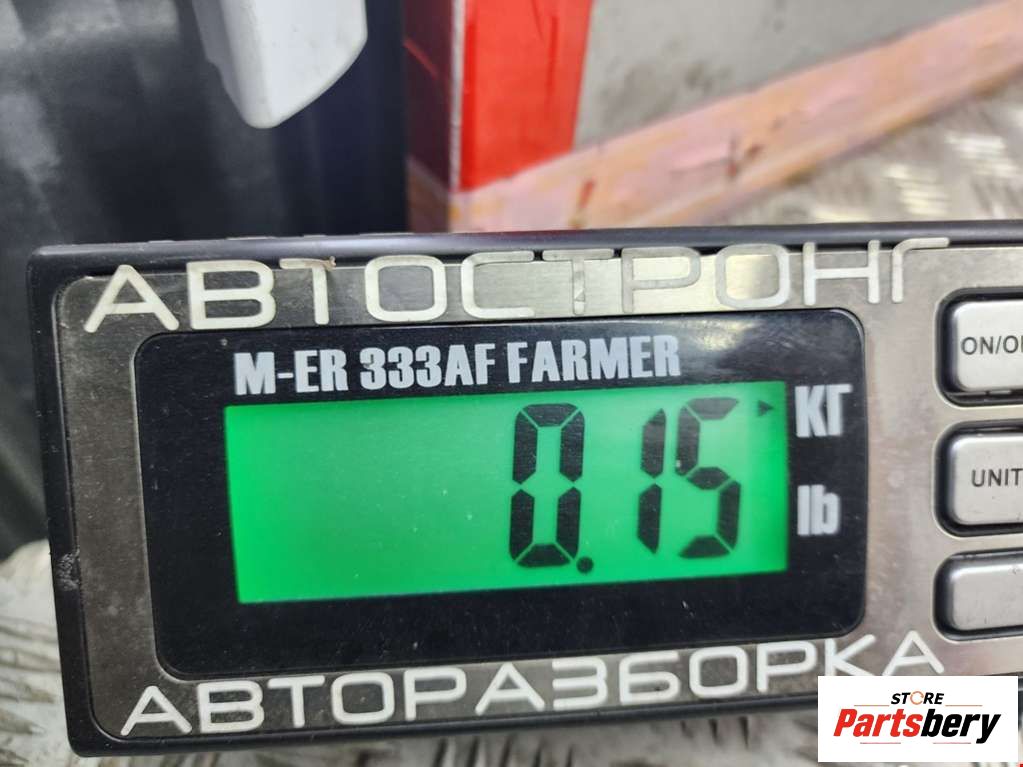 АВТОСТРОНГ
M-ER 333AF FARMER
0.15
КГ
lb
ON/O
UNIT
АВТОРАЗБОРКА
STORE
Partsbery